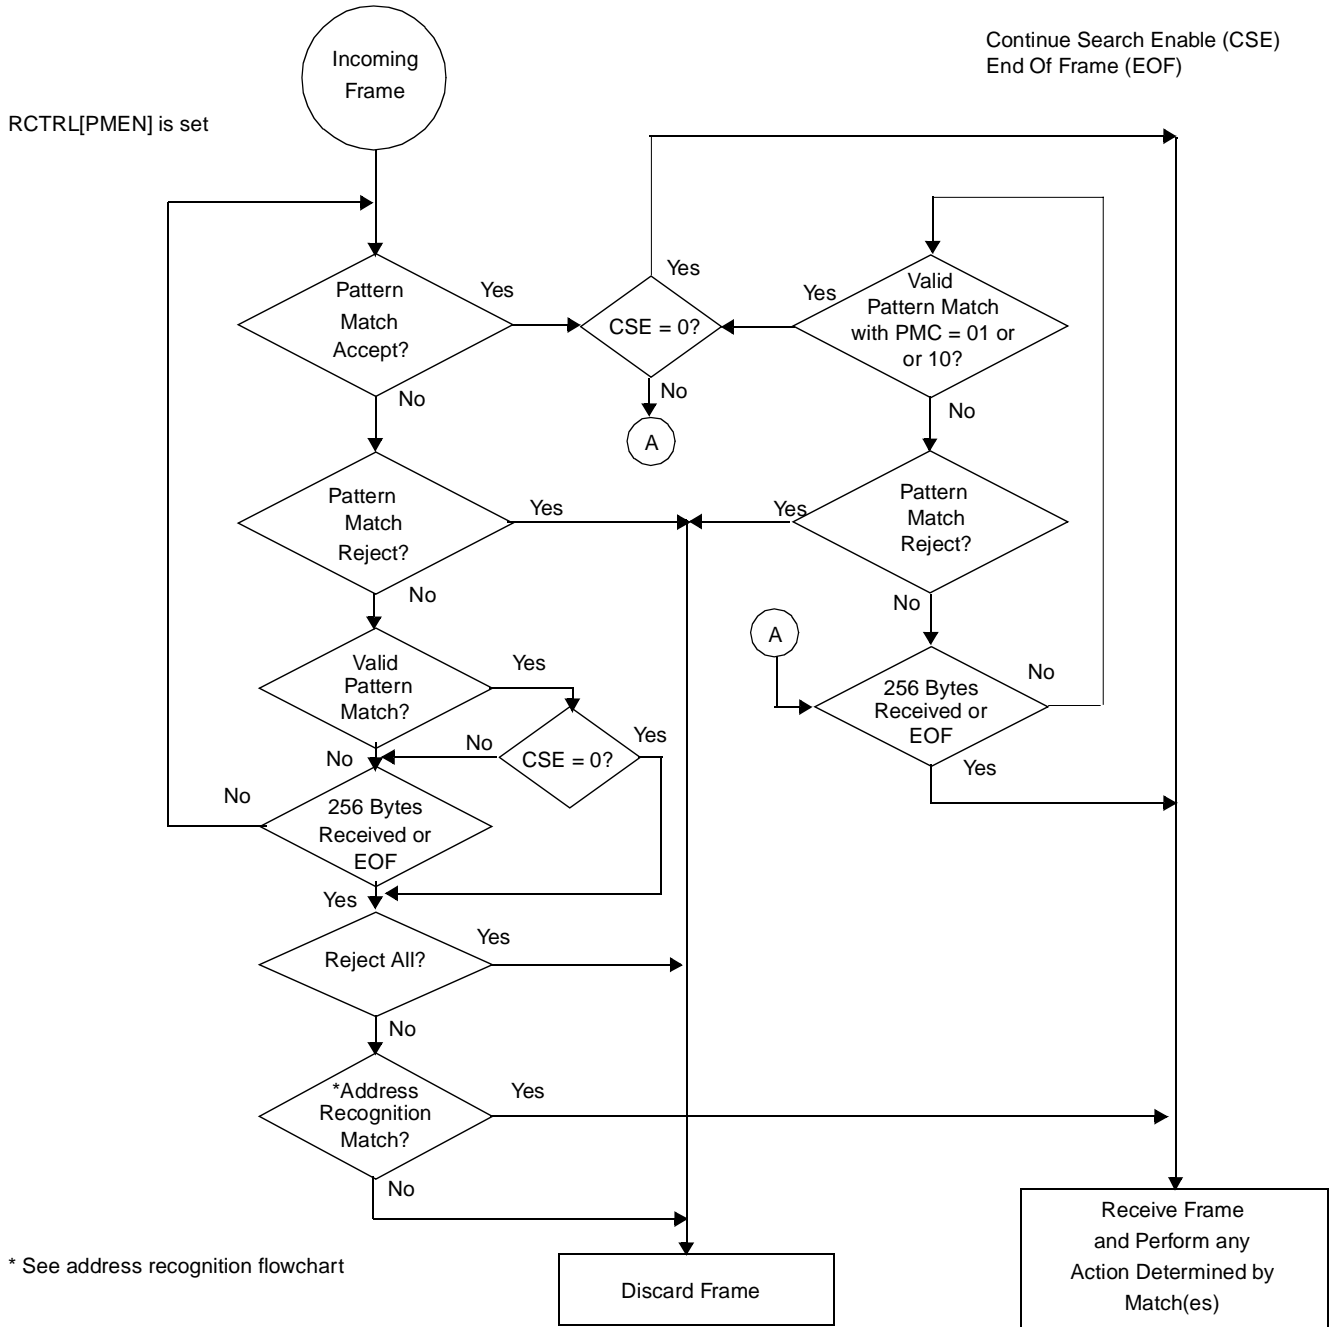 Continue Search Enable (CSE)
End Of Frame (EOF)
Incoming
Frame
RCTRL[PMEN] is set
Pattern
Match
Accept?
Yes
No
CSE = 0?
Yes
No
A
Valid
Pattern Match
with PMC = 01 or
or 10?
Yes
No
Pattern
Match
Reject?
Yes
No
Pattern
Match
Reject?
Yes
No
Valid
Pattern
Match?
Yes
No
CSE = 0?
No
Yes
A
256 Bytes
Received or
EOF
No
Yes
256 Bytes
Received or
EOF
No
Yes
Reject All?
Yes
No
*Address
Recognition
Match?
Yes
No
Receive Frame
and Perform any
Action Determined by
Match(es)
* See address recognition flowchart
Discard Frame